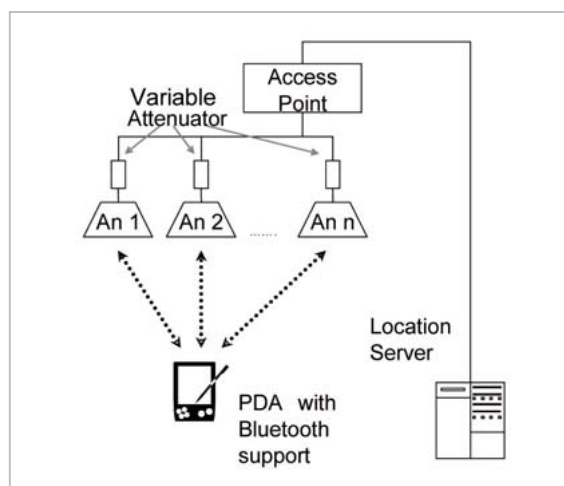 Access
Point
Variable
Attenuator
An 1
An 2
.......
An n
Location
Server
PDA with
Bluetooth
support